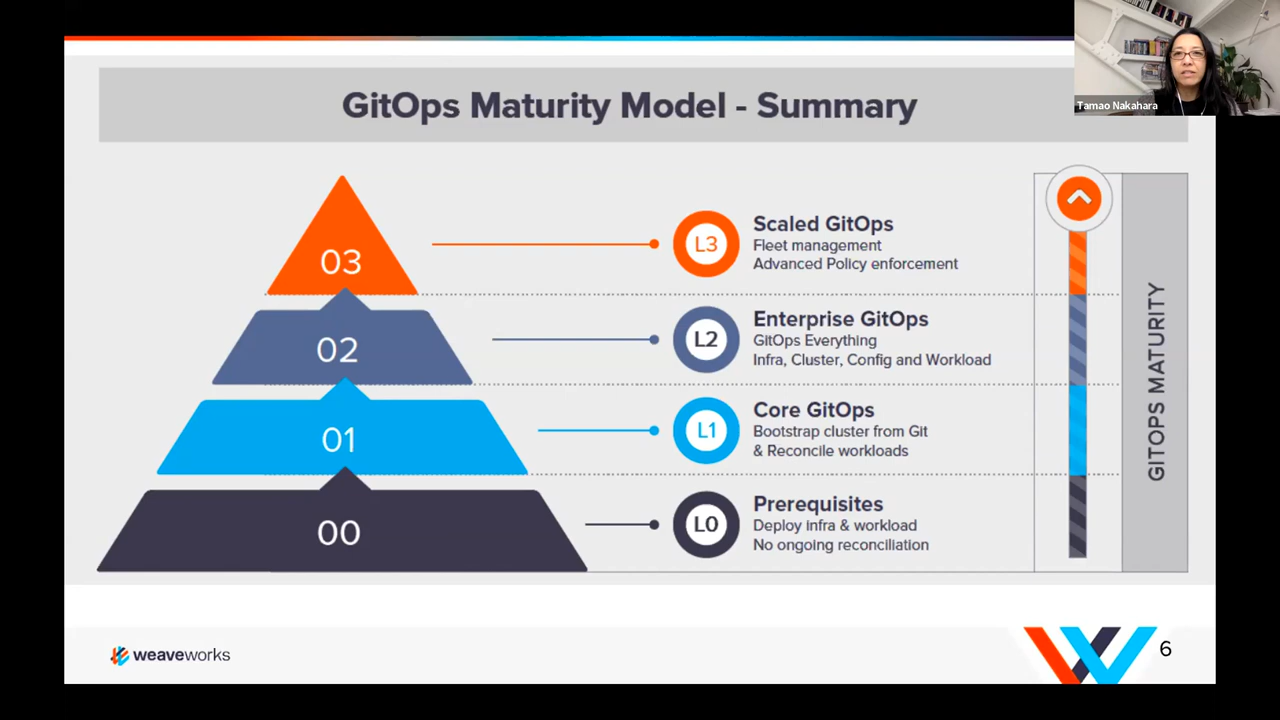 Tamao Nakahara
GitOps Maturity Model - Summary
03
L3
Scaled GitOps
Fleet management
Advanced Policy enforcement
02
L2
Enterprise GitOps
GitOps Everything
Infra, Cluster, Config and Workload
01
L1
Core GitOps
Bootstrap cluster from Git
& Reconcile workloads
00
L0
Prerequisites
Deploy infra & workload
No ongoing reconciliation
GITOPS MATURITY
weaveworks
6